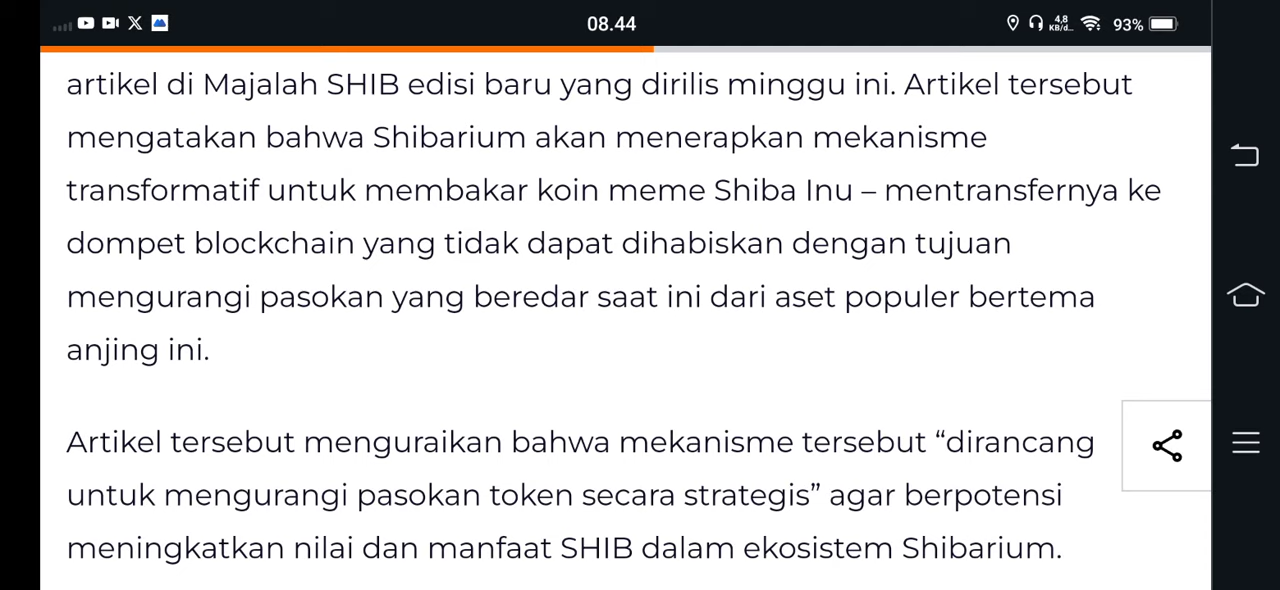 08.44
4,8
KB/d...
93%
artikel di Majalah SHIB edisi baru yang dirilis minggu ini. Artikel tersebut
mengatakan bahwa Shibarium akan menerapkan mekanisme
transformatif untuk membakar koin meme Shiba Inu – mentransfernya ke
dompet blockchain yang tidak dapat dihabiskan dengan tujuan
mengurangi pasokan yang beredar saat ini dari aset populer bertema
anjing ini.
Artikel tersebut menguraikan bahwa mekanisme tersebut “dirancang
untuk mengurangi pasokan token secara strategis” agar berpotensi
meningkatkan nilai dan manfaat SHIB dalam ekosistem Shibarium.